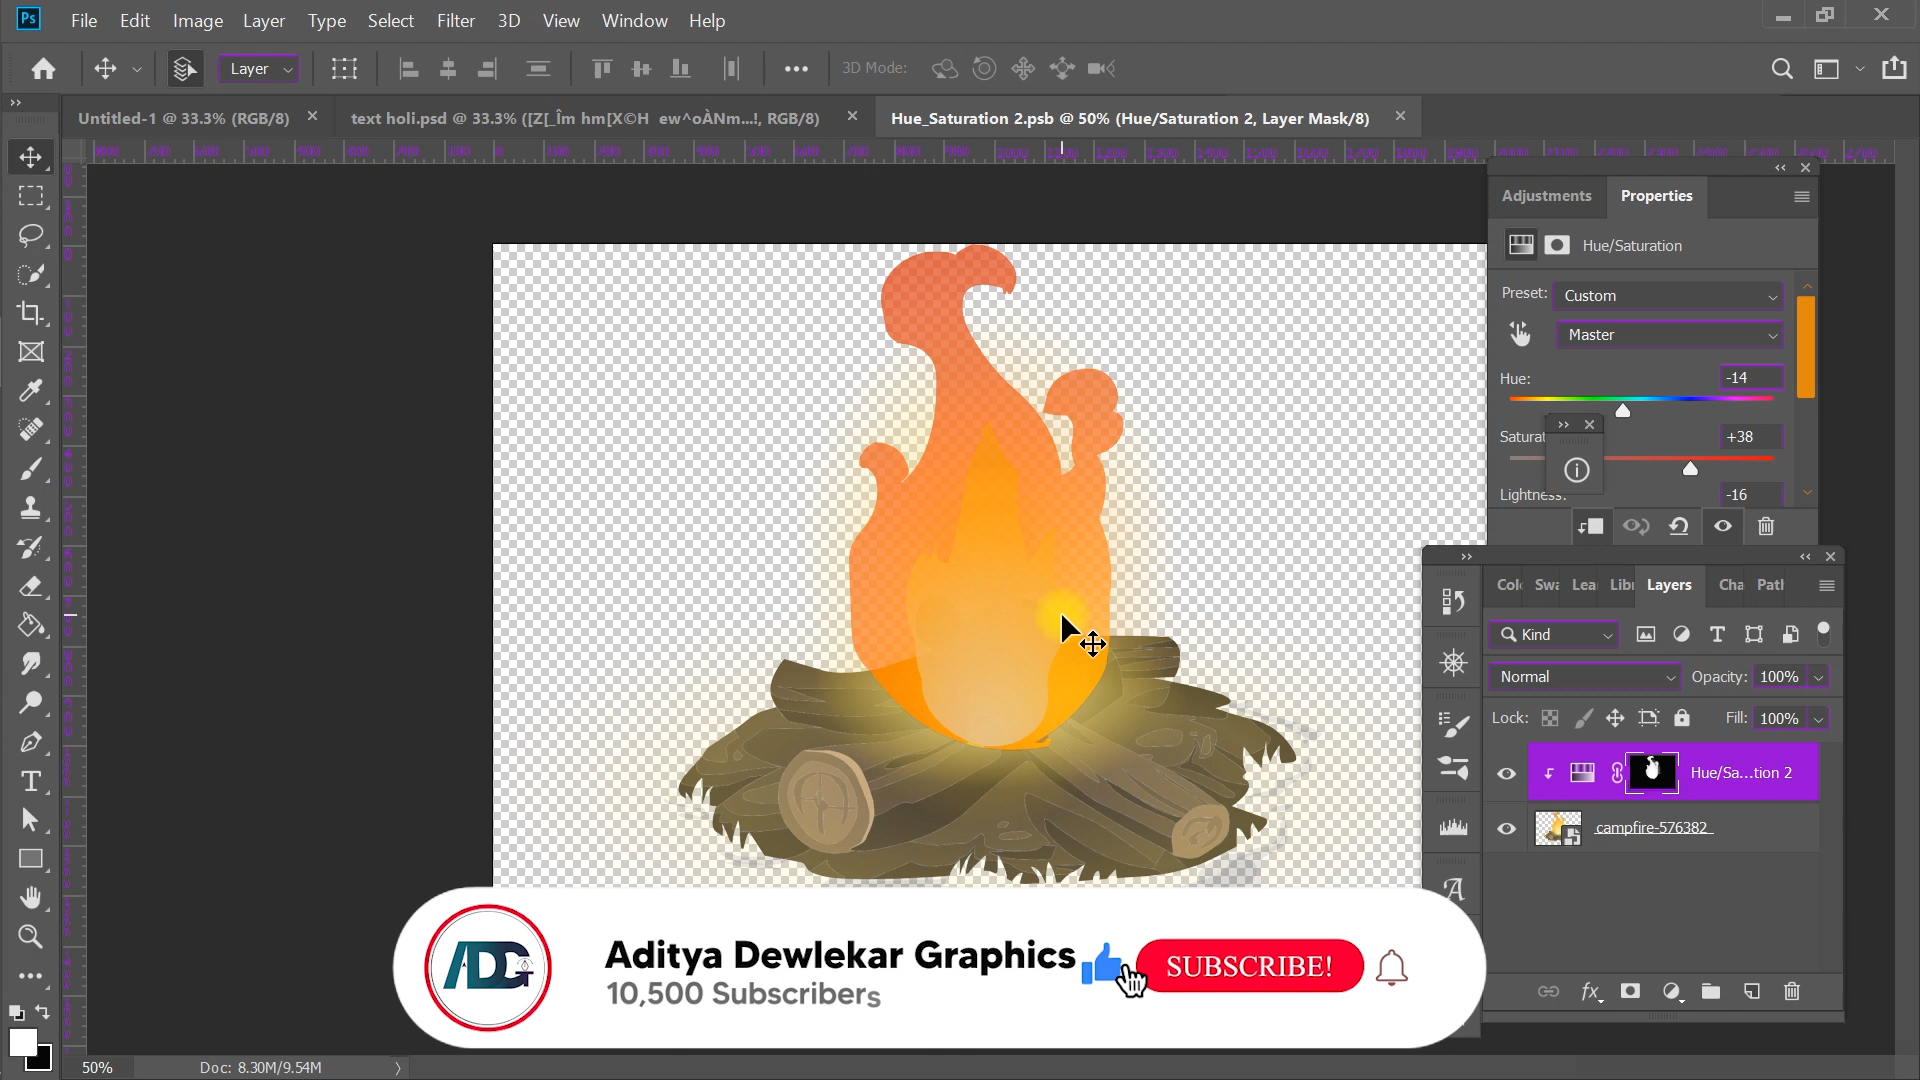 Ps File Edit Image Layer Type Select Filter 3D View Window Help
Layer 3D Mode:
Untitled-1 @ 33.3% (RGB/8) text holi.psd @ 33.3% ([Z[_Îm hm[X©H ew^oÀNm...!, RGB/8) Hue_Saturation 2.psb @ 50% (Hue/Saturation 2, Layer Mask/8)
Adjustments Properties
Hue/Saturation
Preset: Custom
Master
Hue: -14
Saturat +38
Lightness: -16
Colo Swa Lea Libr Layers Cha Path
Kind
Normal Opacity: 100%
Lock: Fill: 100%
Hue/Sa...tion 2
campfire-576382
ADG
Aditya Dewlekar Graphics
10,500 Subscribers
SUBSCRIBE!
fx
50% Doc: 8.30M/9.54M